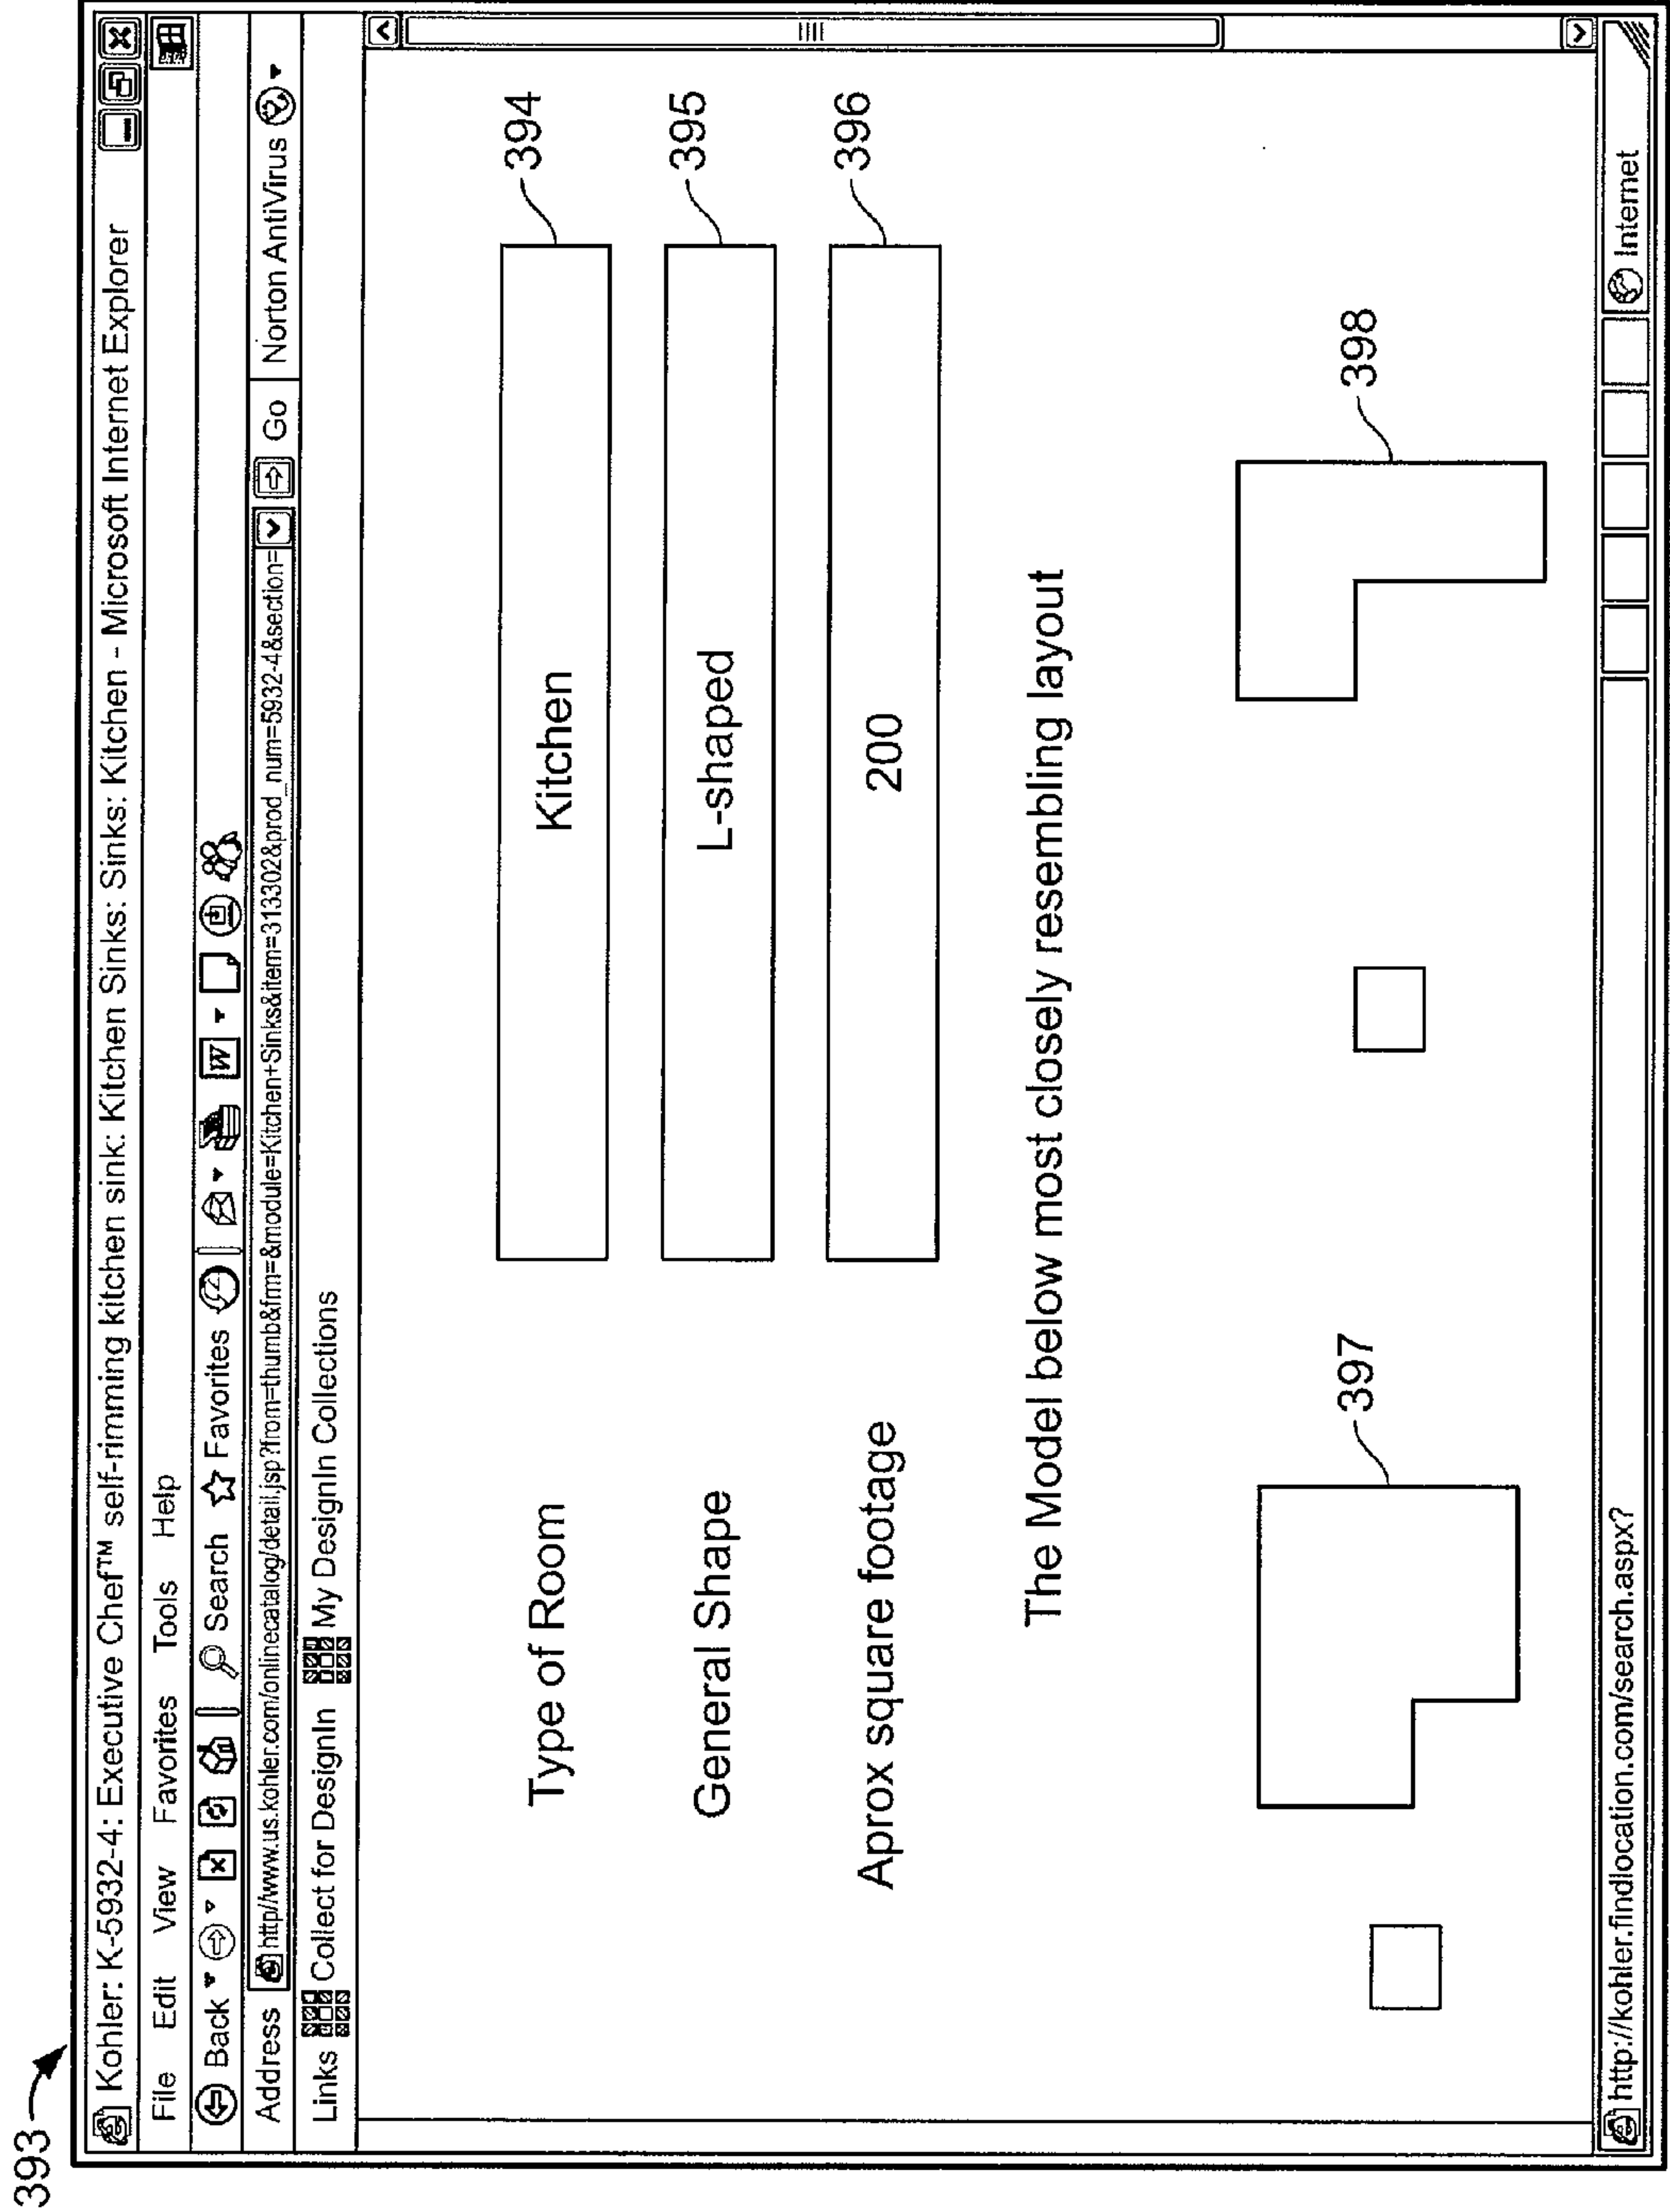 393
Kohler: K-5932-4: Executive Chef™ self-rimming kitchen sink: Kitchen Sinks: Sinks: Kitchen - Microsoft Internet Explorer
File Edit View Favorites Tools Help
Back Search Favorites W
Address http//www.us.kohler.com/onlinecatalog/detail.jsp?from=thumb&frm=&module=Kitchen+Sinks&item=313302&prod_num=5932-4&section= Go Norton AntiVirus
Links Collect for DesignIn My DesignIn Collections
Type of Room Kitchen 394
General Shape L-shaped 395
Aprox square footage 200 396
The Model below most closely resembling layout
397 398
http://kohler.findlocation.com/search.aspx? Internet